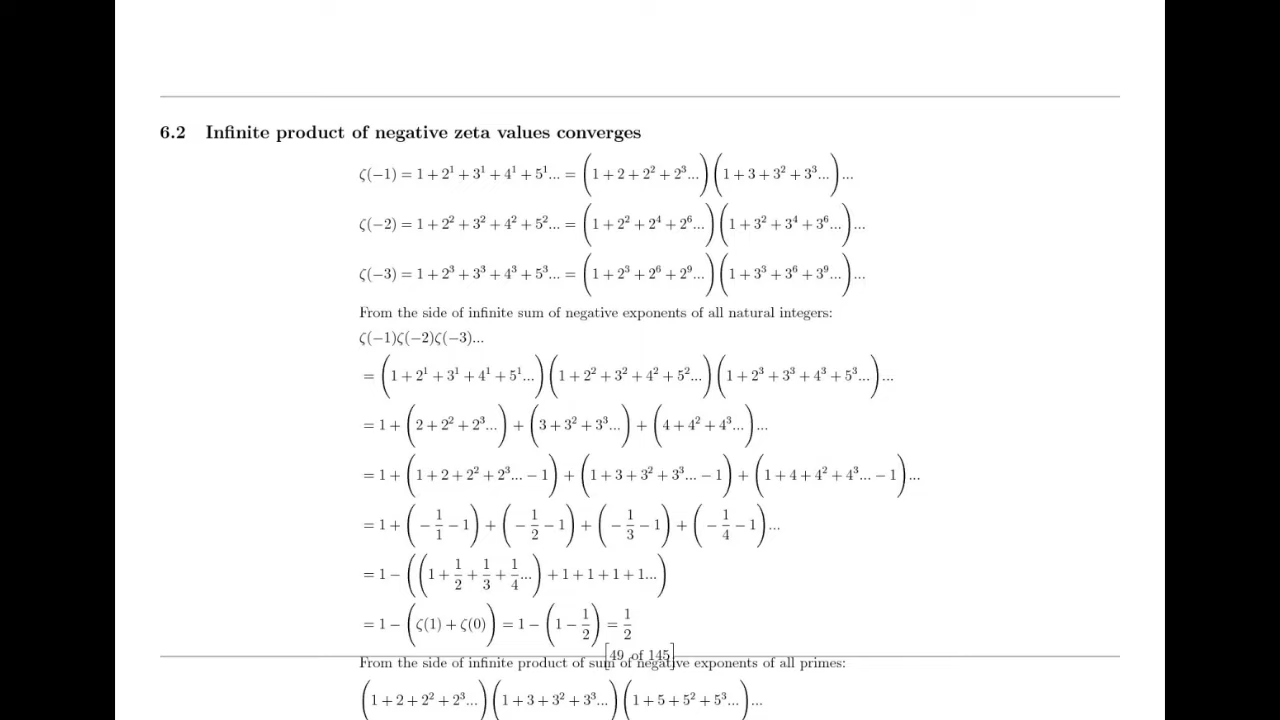 6.2 Infinite product of negative zeta values converges
ζ(−1) = 1 + 2¹ + 3¹ + 4¹ + 5¹... = (1 + 2 + 2² + 2³...)(1 + 3 + 3² + 3³...)...
ζ(−2) = 1 + 2² + 3² + 4² + 5²... = (1 + 2² + 2⁴ + 2⁶...)(1 + 3² + 3⁴ + 3⁶...)...
ζ(−3) = 1 + 2³ + 3³ + 4³ + 5³... = (1 + 2³ + 2⁶ + 2⁹...)(1 + 3³ + 3⁶ + 3⁹...)...
From the side of infinite sum of negative exponents of all natural integers:
ζ(−1)ζ(−2)ζ(−3)...
= (1 + 2¹ + 3¹ + 4¹ + 5¹...)(1 + 2² + 3² + 4² + 5²...)(1 + 2³ + 3³ + 4³ + 5³...)...
= 1 + (2 + 2² + 2³...) + (3 + 3² + 3³...) + (4 + 4² + 4³...)...
= 1 + (1 + 2 + 2² + 2³... − 1) + (1 + 3 + 3² + 3³... − 1) + (1 + 4 + 4² + 4³... − 1)...
= 1 + (−1/1 − 1) + (−1/2 − 1) + (−1/3 − 1) + (−1/4 − 1)...
= 1 − ((1 + 1/2 + 1/3 + 1/4...) + 1 + 1 + 1 + 1...)
= 1 − (ζ(1) + ζ(0)) = 1 − (1 − 1/2) = 1/2
[49 of 145]
From the side of infinite product of sum of negative exponents of all primes:
(1 + 2 + 2² + 2³...)(1 + 3 + 3² + 3³...)(1 + 5 + 5² + 5³...)...